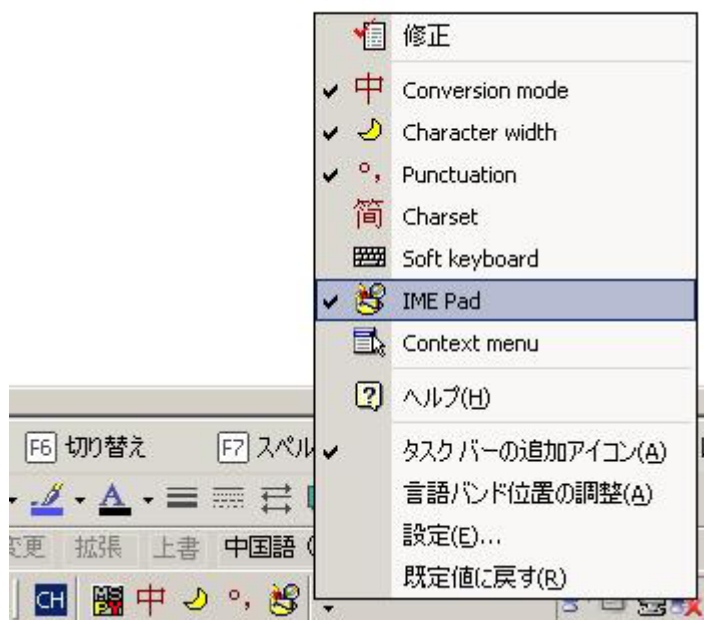 修正
中 Conversion mode
Character width
°, Punctuation
简 Charset
Soft keyboard
IME Pad
Context menu
ヘルプ(H)
F6 切り替え F7 スペル
タスク バーの追加アイコン(A)
言語バンド位置の調整(A)
変更 拡張 上書 中国語 (
設定(E)...
既定値に戻す(R)
CH MSPY 中 °,